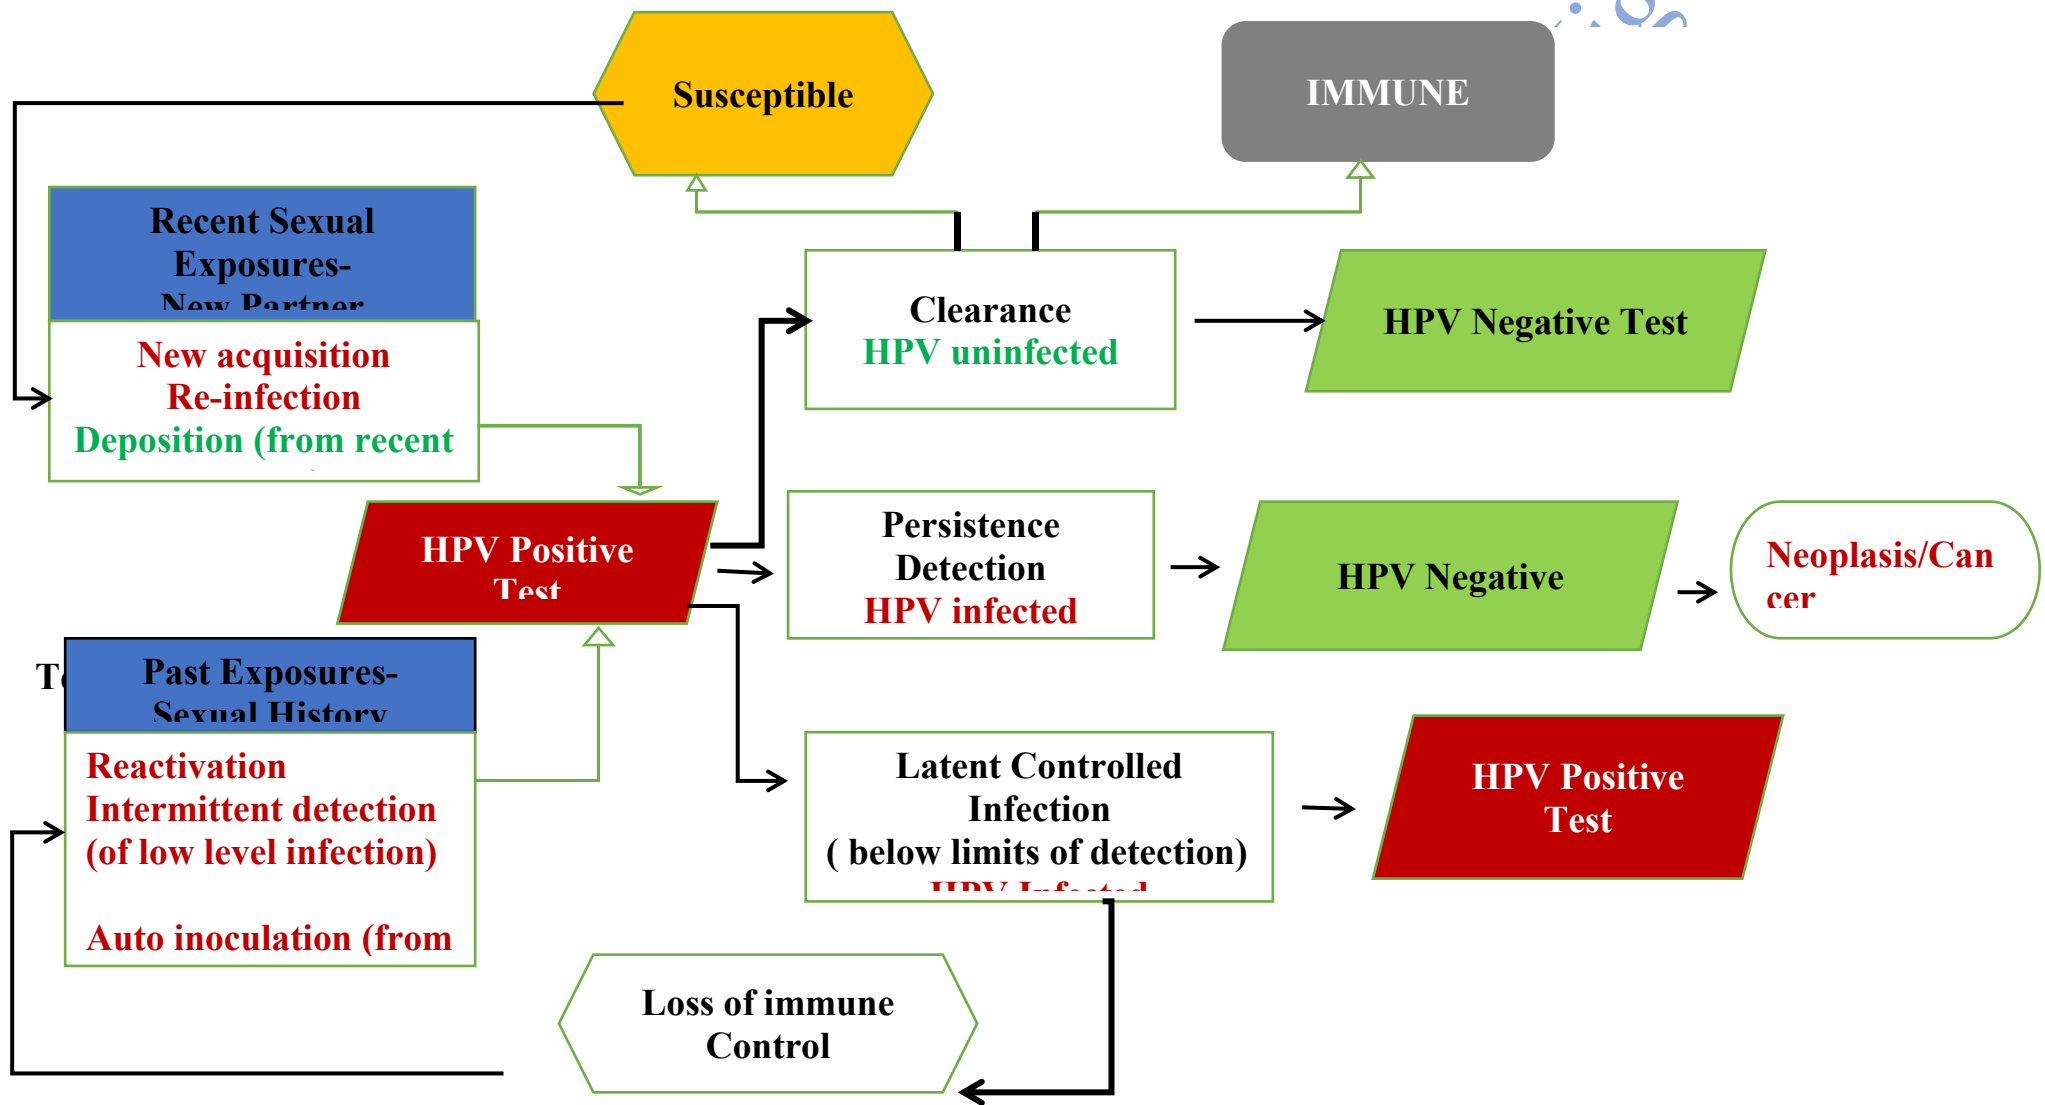 Susceptible
IMMUNE
Recent Sexual
Exposures-
New Partner
New acquisition
Re-infection
Deposition (from recent
Clearance
HPV uninfected
HPV Negative Test
HPV Positive
Test
Persistence
Detection
HPV infected
HPV Negative
Neoplasis/Can
cer
Past Exposures-
Sexual History
Reactivation
Intermittent detection
(of low level infection)
Auto inoculation (from
Latent Controlled
Infection
( below limits of detection)
HPV Infected
HPV Positive
Test
Loss of immune
Control